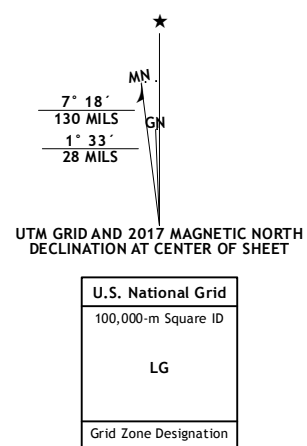 ★
MN
7° 18´
130 MILS
GN
1° 33´
28 MILS
UTM GRID AND 2017 MAGNETIC NORTH
DECLINATION AT CENTER OF SHEET
U.S. National Grid
100,000-m Square ID
LG
Grid Zone Designation